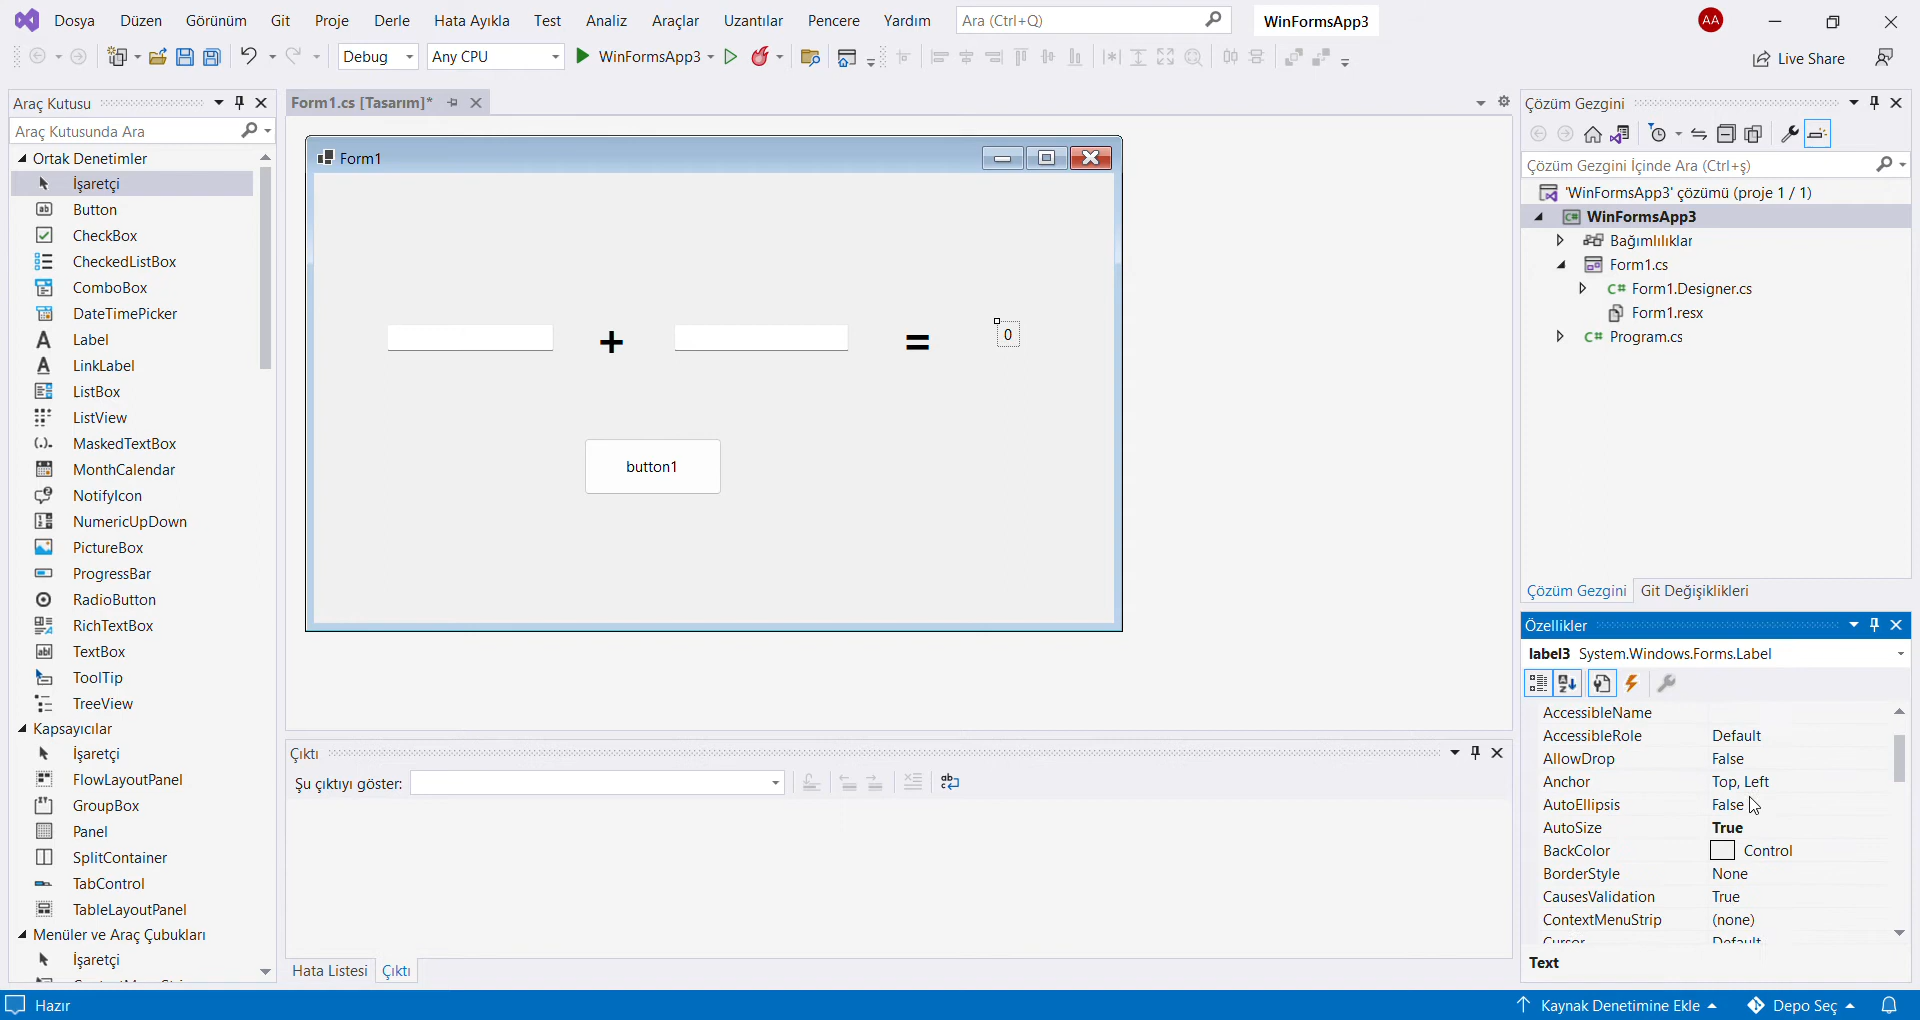 Dosya Düzen Görünüm Git Proje Derle Hata Ayıkla Test Analiz Araçlar Uzantılar Pencere Yardım Ara (Ctrl+Q) WinFormsApp3 AA
Debug Any CPU WinFormsApp3 Live Share
Araç Kutusu
Araç Kutusunda Ara
Ortak Denetimler
İşaretçi
Button
CheckBox
CheckedListBox
ComboBox
DateTimePicker
Label
LinkLabel
ListBox
ListView
MaskedTextBox
MonthCalendar
NotifyIcon
NumericUpDown
PictureBox
ProgressBar
RadioButton
RichTextBox
TextBox
ToolTip
TreeView
Kapsayıcılar
İşaretçi
FlowLayoutPanel
GroupBox
Panel
SplitContainer
TabControl
TableLayoutPanel
Menüler ve Araç Çubukları
İşaretçi
Form1.cs [Tasarım]*
Form1
+ = 0
button1
Çıktı
Şu çıktıyı göster:
Hata Listesi Çıktı
Çözüm Gezgini
Çözüm Gezgini İçinde Ara (Ctrl+ş)
'WinFormsApp3' çözümü (proje 1 / 1)
WinFormsApp3
Bağımlılıklar
Form1.cs
C# Form1.Designer.cs
Form1.resx
C# Program.cs
Çözüm Gezgini Git Değişiklikleri
Özellikler
label3 System.Windows.Forms.Label
AccessibleName
AccessibleRole Default
AllowDrop False
Anchor Top, Left
AutoEllipsis False
AutoSize True
BackColor Control
BorderStyle None
CausesValidation True
ContextMenuStrip (none)
Cursor Default
Text
Hazır Kaynak Denetimine Ekle Depo Seç